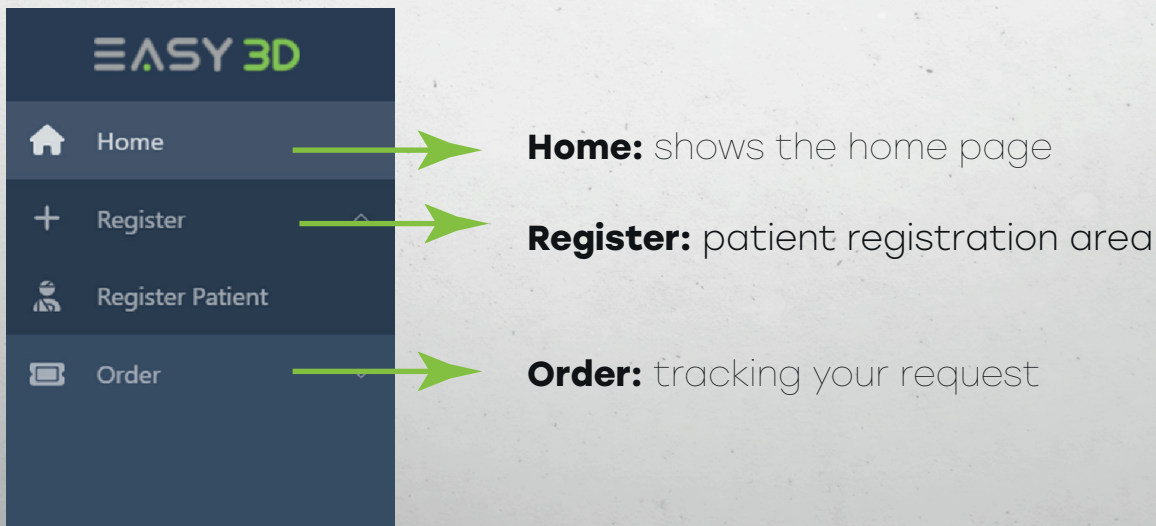 EASY 3D
Home
Register
Register Patient
Order
Home: shows the home page
Register: patient registration area
Order: tracking your request